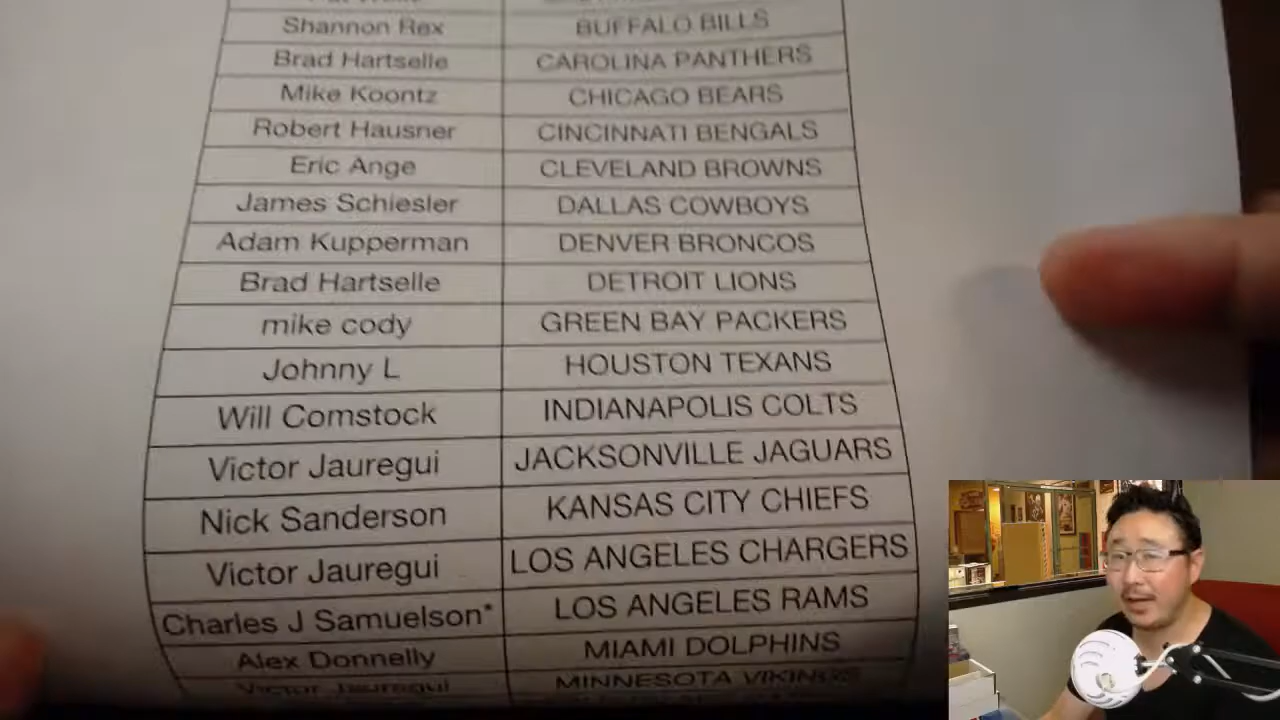 Shannon Rex BUFFALO BILLS
Brad Hartselle CAROLINA PANTHERS
Mike Koontz CHICAGO BEARS
Robert Hausner CINCINNATI BENGALS
Eric Ange CLEVELAND BROWNS
James Schiesler DALLAS COWBOYS
Adam Kupperman DENVER BRONCOS
Brad Hartselle DETROIT LIONS
mike cody GREEN BAY PACKERS
Johnny L HOUSTON TEXANS
Will Comstock INDIANAPOLIS COLTS
Victor Jauregui JACKSONVILLE JAGUARS
Nick Sanderson KANSAS CITY CHIEFS
Victor Jauregui LOS ANGELES CHARGERS
Charles J Samuelson* LOS ANGELES RAMS
Alex Donnelly MIAMI DOLPHINS
Victor Jauregui MINNESOTA VIKINGS